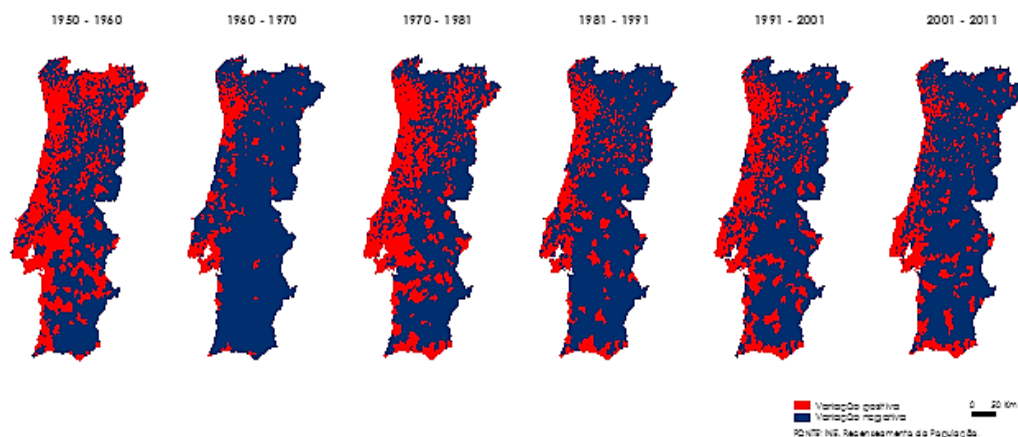 1950 - 1960
1960 - 1970
1970 - 1981
1981 - 1991
1991 - 2001
2001 - 2011
Variação positiva
Variação negativa
0 50 Km
FONTE: INE, Recenseamento da População